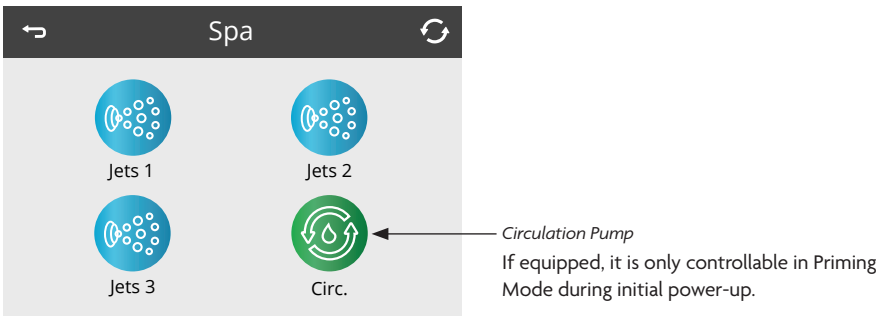 Spa
Jets 1
Jets 2
Jets 3
Circ.
Circulation Pump
If equipped, it is only controllable in Priming
Mode during initial power-up.